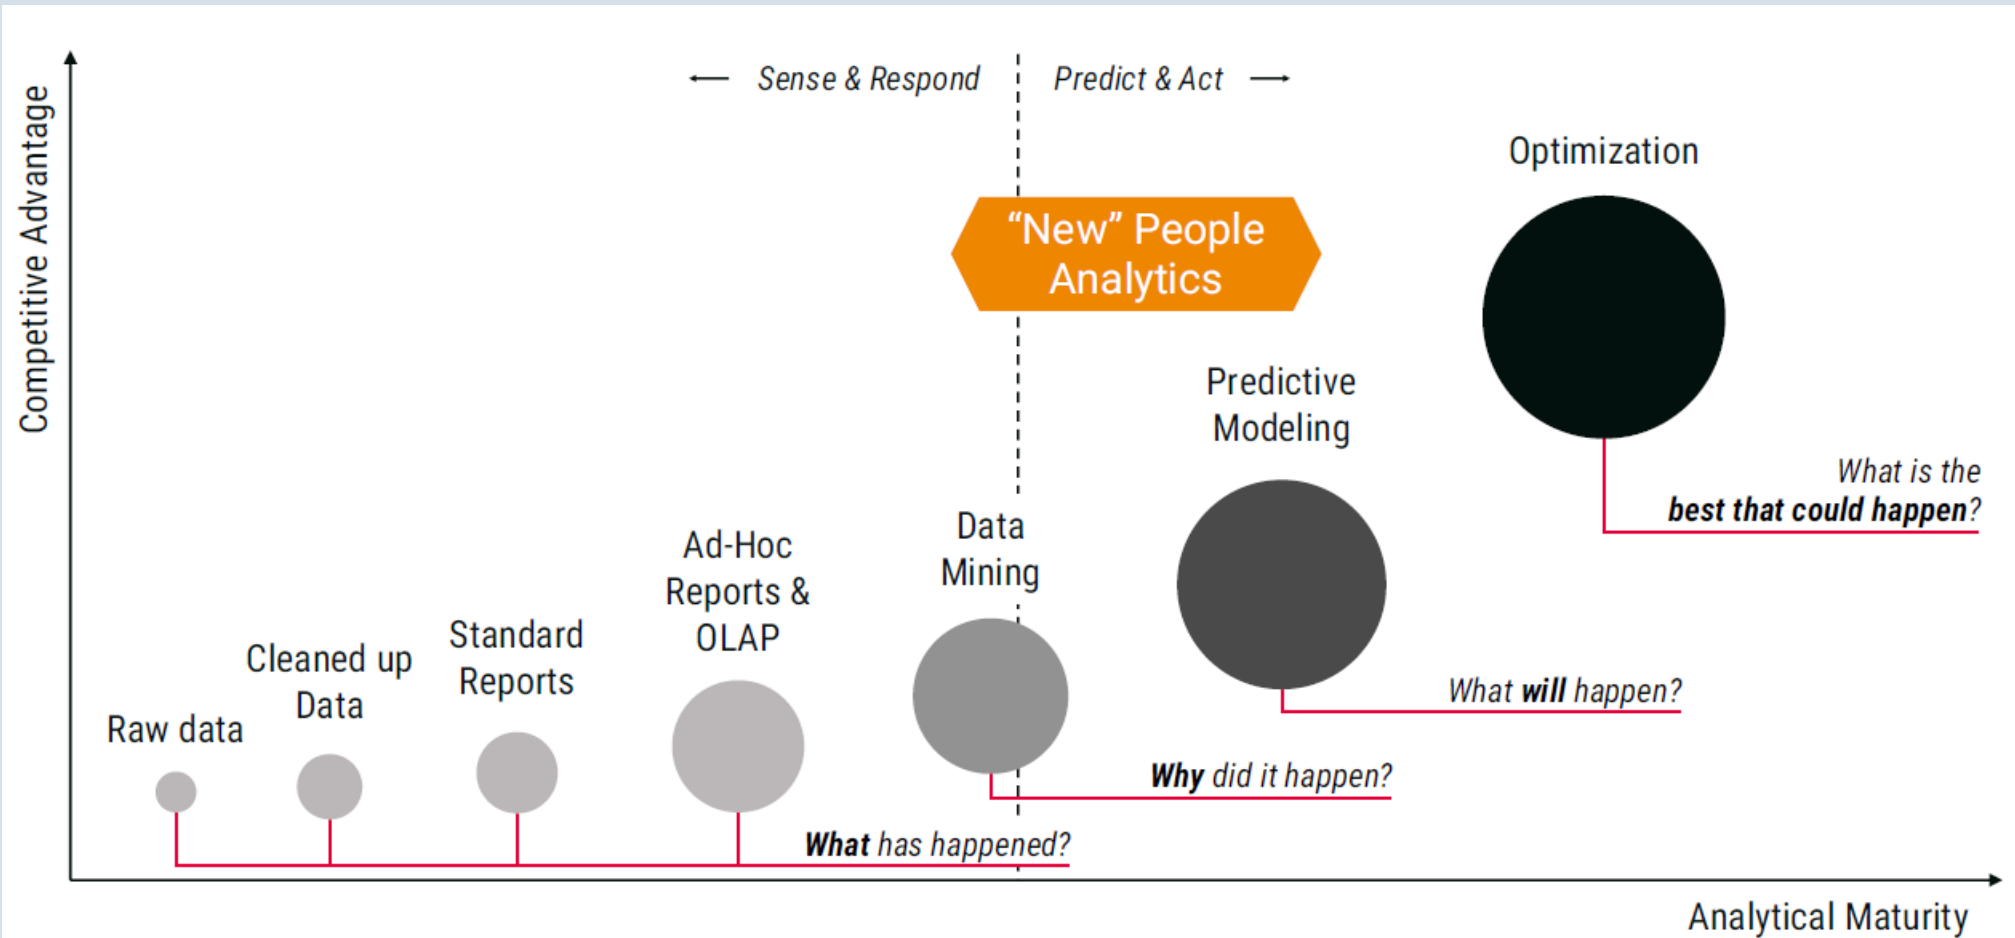 Competitive Advantage
Sense & Respond
Predict & Act
Optimization
“New” People
Analytics
Predictive
Modeling
What is the
best that could happen?
Data
Mining
Ad-Hoc
Reports &
OLAP
Standard
Reports
Cleaned up
Data
Raw data
What will happen?
Why did it happen?
What has happened?
Analytical Maturity